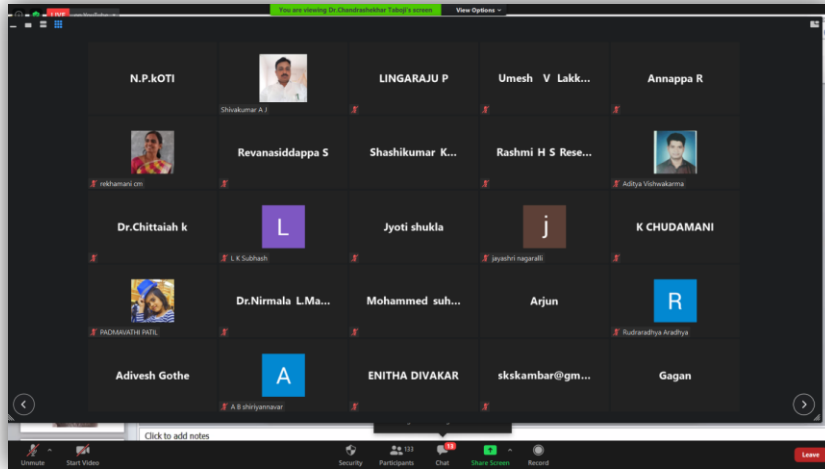 LIVE
You are viewing Dr.Chandrashekhar Taboji's screen
View Options
N.P.kOTI
Shivakumar A J
LINGARAJU P
Umesh V Lakk...
Annappa R
rekhamani cm
Revanasiddappa S
Shashikumar K...
Rashmi H S Rese...
Aditya Vishwakarma
Dr.Chittaiah k
L
L K Subhash
Jyoti shukla
j
jayashri nagaralli
K CHUDAMANI
PADMAVATHI PATIL
Dr.Nirmala L.Ma...
Mohammed suh...
Arjun
R
Rudraradhya Aradhya
Adivesh Gothe
A
A B shiriyannavar
ENITHA DIVAKAR
skskambar@gm...
Gagan
Click to add notes
Unmute
Start Video
Security
133
Participants
13
Chat
Share Screen
Record
Leave